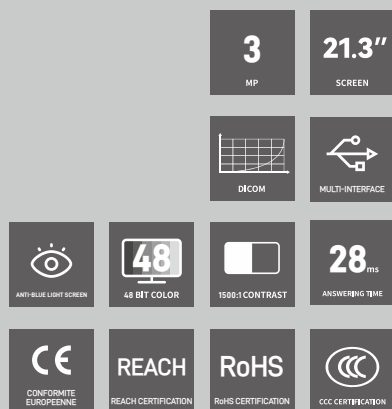 3
MP
21.3"
SCREEN
DICOM
MULTI-INTERFACE
ANTI-BLUE LIGHT SCREEN
48
48 BIT COLOR
1500:1 CONTRAST
28ms
ANSWERING TIME
CE
CONFORMITE
EUROPEENNE
REACH
REACH CERTIFICATION
RoHS
RoHS CERTIFICATION
CCC
CCC CERTIFICATION